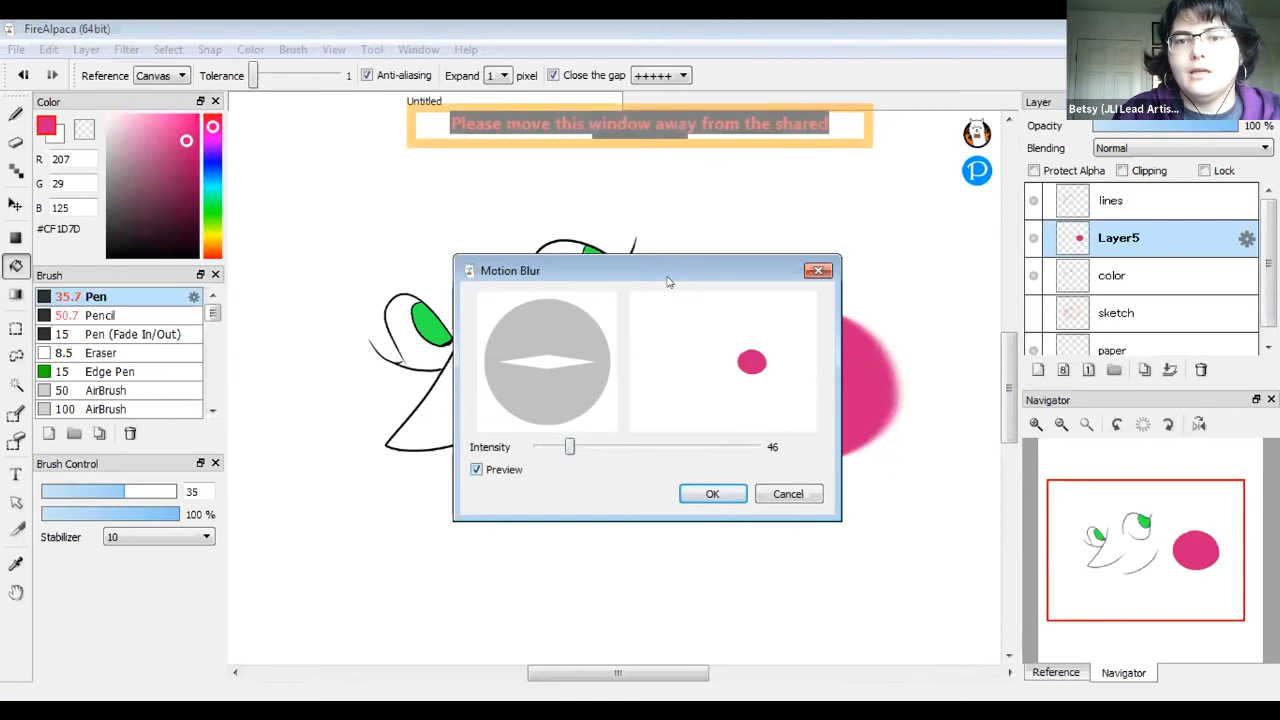 FireAlpaca (64bit)
File Edit Layer Filter Select Snap Color Brush View Tool Window Help
Reference Canvas Tolerance 1 Anti-aliasing Expand 1 pixel Close the gap +++++
Betsy (JLI Lead Artis...
Color
R 207
G 29
B 125
#CF1D7D
Brush
35.7 Pen
50.7 Pencil
15 Pen (Fade In/Out)
8.5 Eraser
15 Edge Pen
50 AirBrush
100 AirBrush
Brush Control
35
100 %
Stabilizer 10
T
Untitled
Please move this window away from the shared
P
Motion Blur
Intensity 46
Preview
OK Cancel
Layer
Opacity 100 %
Blending Normal
Protect Alpha Clipping Lock
lines
Layer5
color
sketch
paper
8 1
Navigator
Reference Navigator